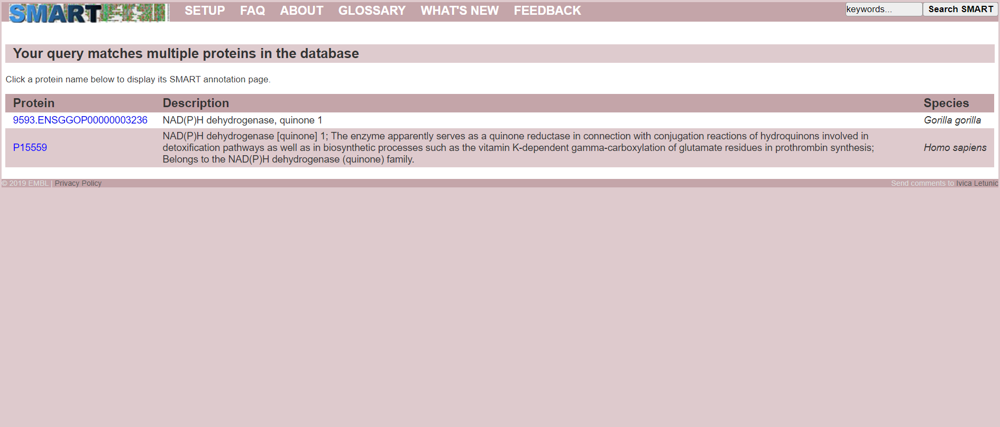 SMART SETUP FAQ ABOUT GLOSSARY WHAT'S NEW FEEDBACK keywords... Search SMART
Your query matches multiple proteins in the database
Click a protein name below to display its SMART annotation page.
Protein Description Species
9593.ENSGGOP00000003236 NAD(P)H dehydrogenase, quinone 1 Gorilla gorilla
NAD(P)H dehydrogenase [quinone] 1; The enzyme apparently serves as a quinone reductase in connection with conjugation reactions of hydroquinons involved in
P15559 detoxification pathways as well as in biosynthetic processes such as the vitamin K-dependent gamma-carboxylation of glutamate residues in prothrombin synthesis; Homo sapiens
Belongs to the NAD(P)H dehydrogenase (quinone) family.
© 2019 EMBL | Privacy Policy Send comments to Ivica Letunic